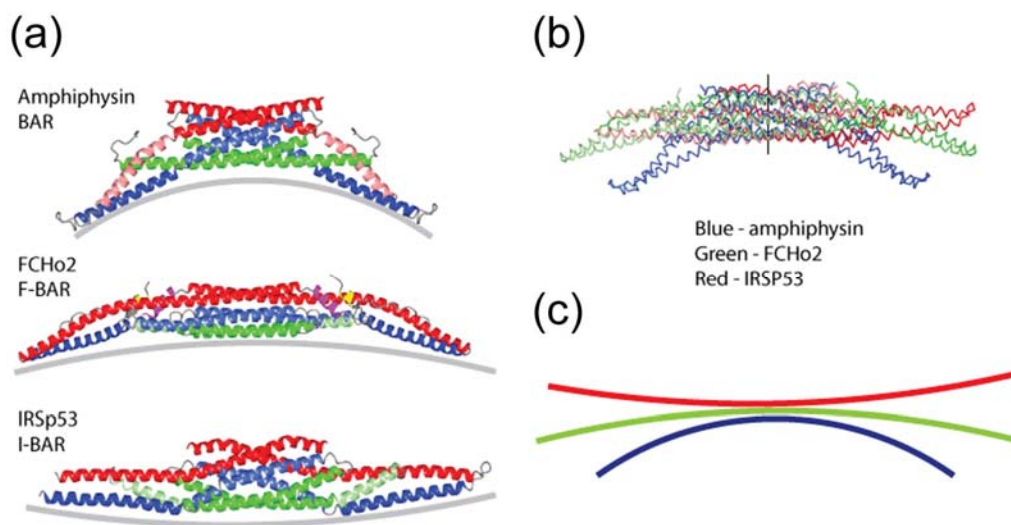 (a)
Amphiphysin
BAR
FCHo2
F-BAR
IRSp53
I-BAR
(b)
Blue - amphiphysin
Green - FCHo2
Red - IRSP53
(c)